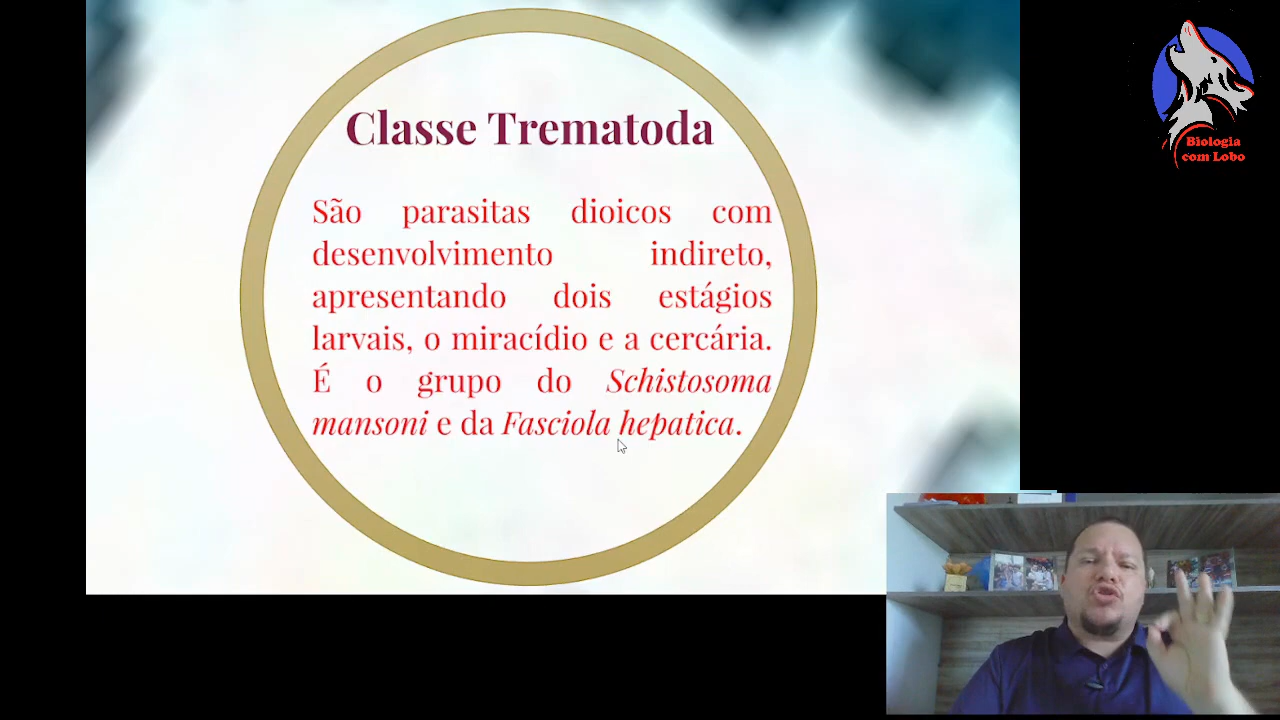 Classe Trematoda
São parasitas dioicos com
desenvolvimento indireto,
apresentando dois estágios
larvais, o miracídio e a cercária.
É o grupo do Schistosoma
mansoni e da Fasciola hepatica.
Biologia
com Lobo